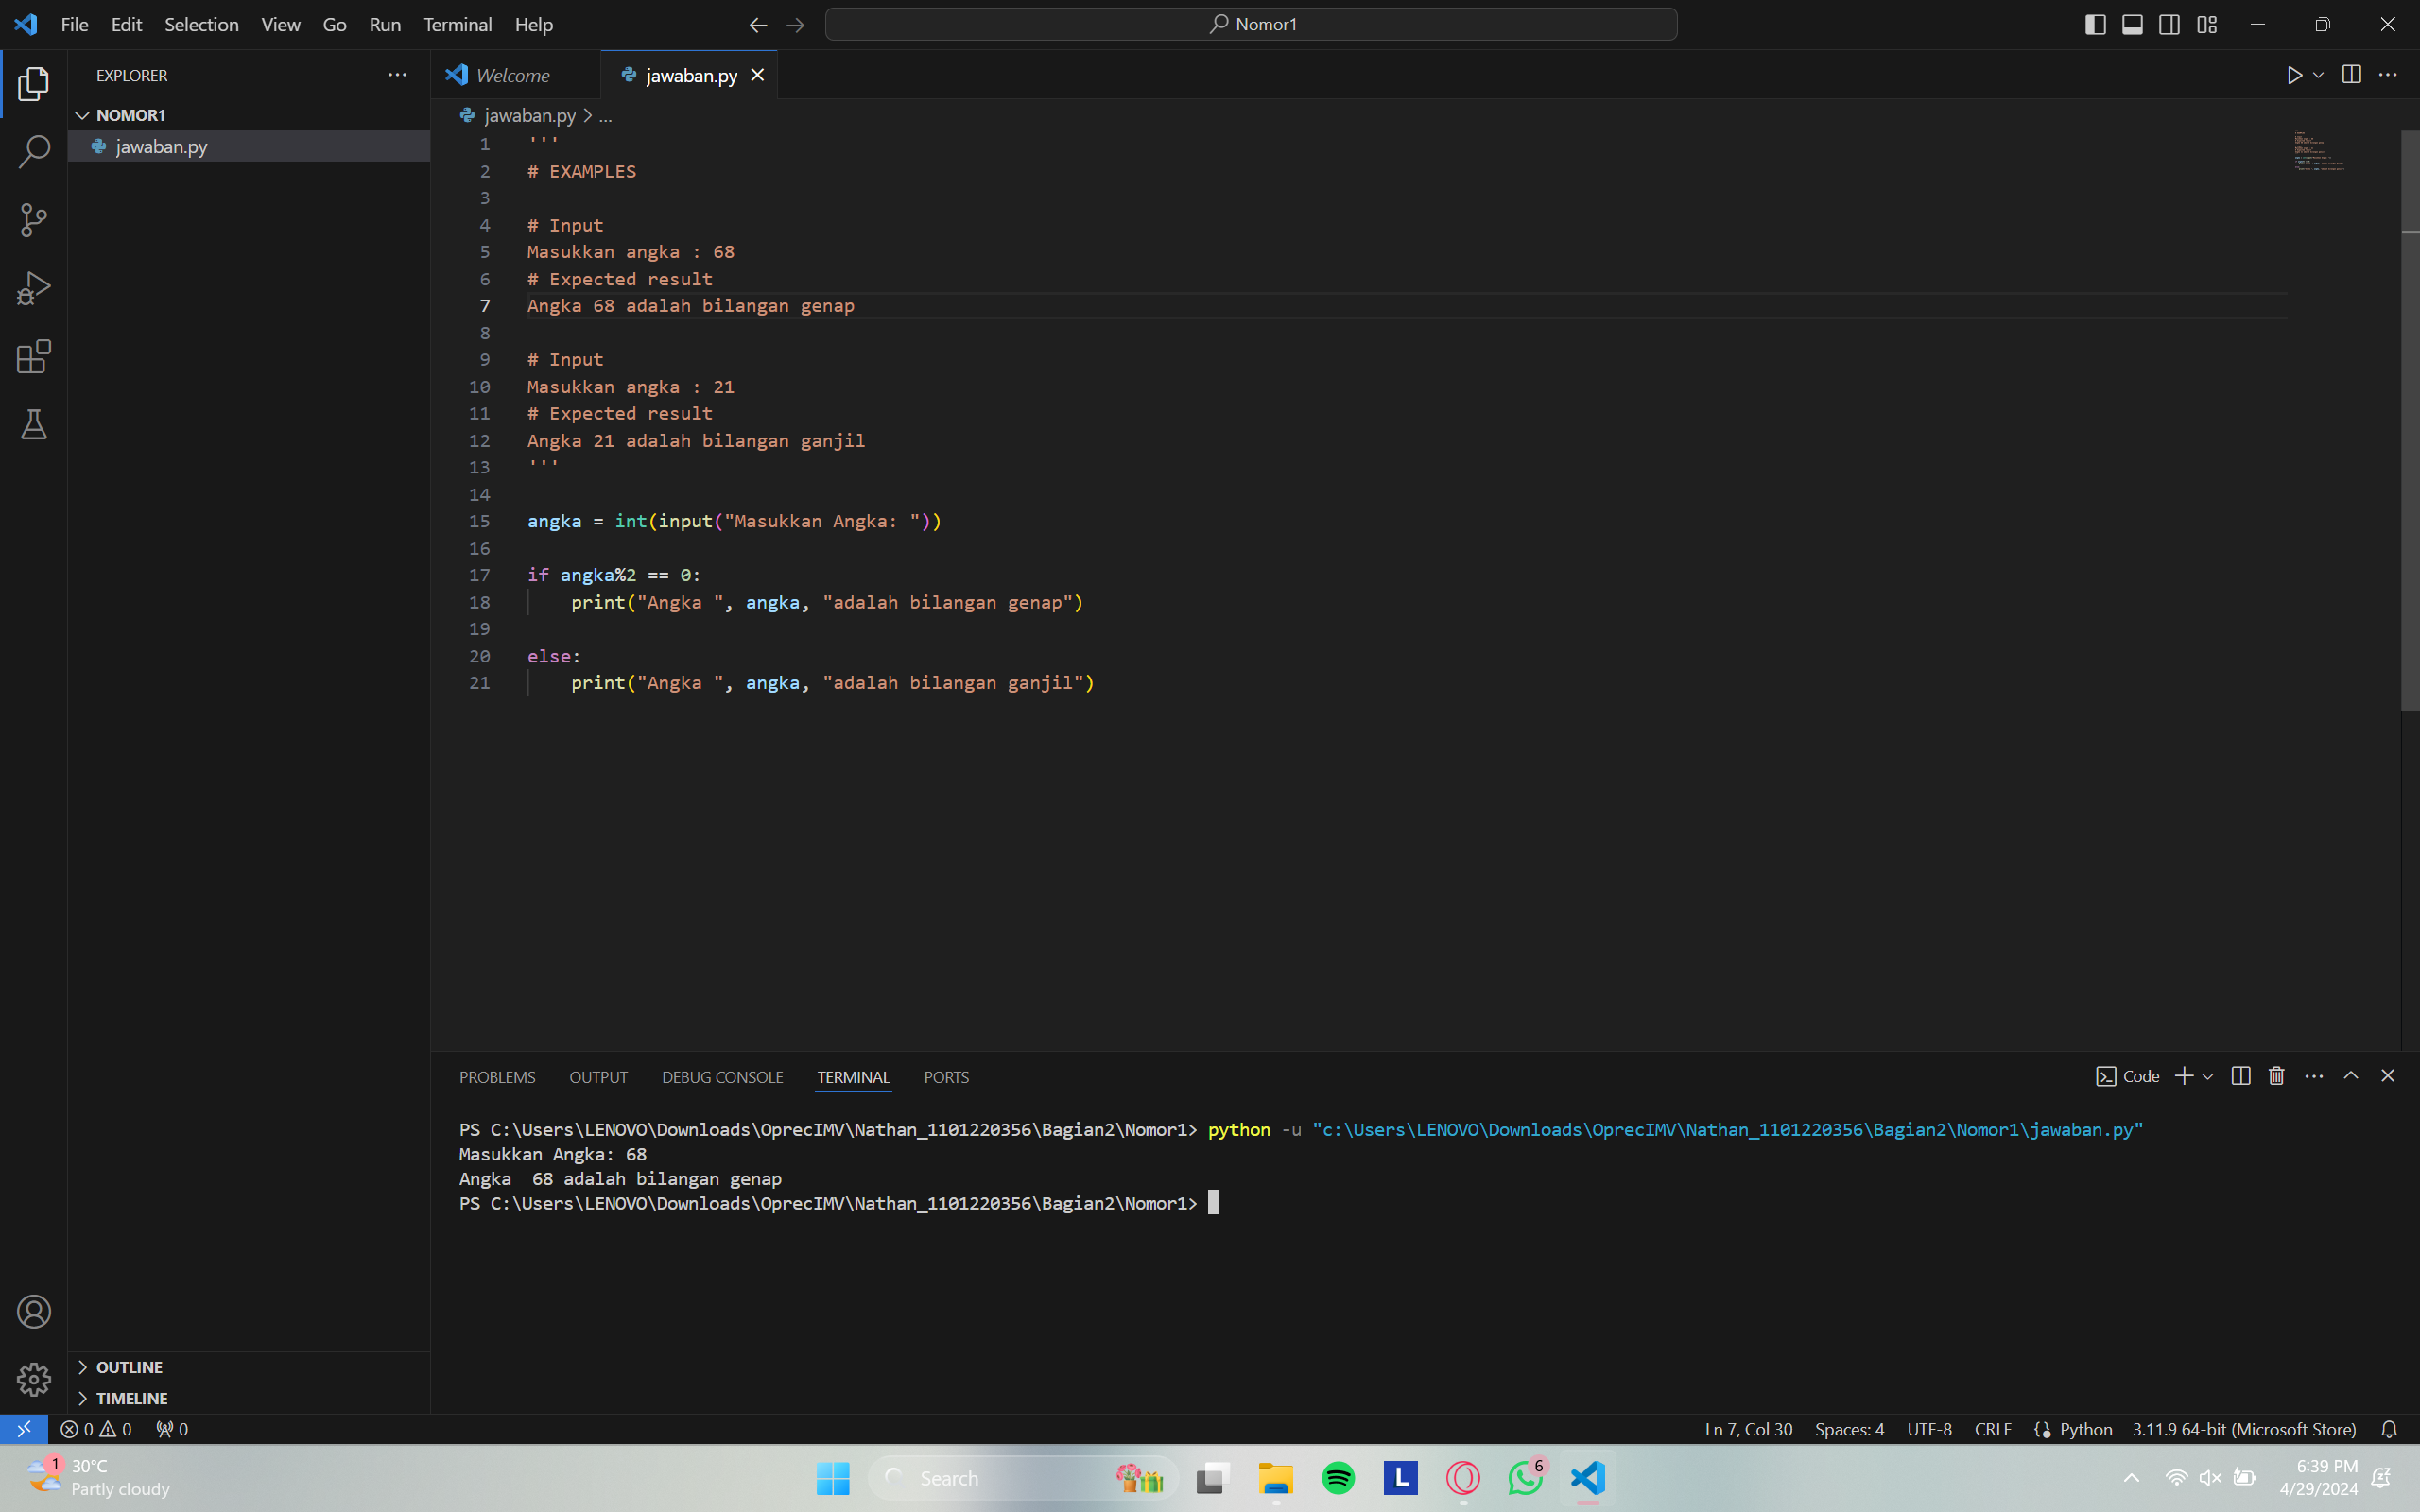 File Edit Selection View Go Run Terminal Help
Nomor1
EXPLORER
NOMOR1
jawaban.py
Welcome
jawaban.py
jawaban.py > ...
1 '''
2 # EXAMPLES
3
4 # Input
5 Masukkan angka : 68
6 # Expected result
7 Angka 68 adalah bilangan genap
8
9 # Input
10 Masukkan angka : 21
11 # Expected result
12 Angka 21 adalah bilangan ganjil
13 '''
14
15 angka = int(input("Masukkan Angka: "))
16
17 if angka%2 == 0:
18     print("Angka ", angka, "adalah bilangan genap")
19
20 else:
21     print("Angka ", angka, "adalah bilangan ganjil")
PROBLEMS OUTPUT DEBUG CONSOLE TERMINAL PORTS
Code
PS C:\Users\LENOVO\Downloads\OprecIMV\Nathan_1101220356\Bagian2\Nomor1> python -u "c:\Users\LENOVO\Downloads\OprecIMV\Nathan_1101220356\Bagian2\Nomor1\jawaban.py"
Masukkan Angka: 68
Angka  68 adalah bilangan genap
PS C:\Users\LENOVO\Downloads\OprecIMV\Nathan_1101220356\Bagian2\Nomor1>
OUTLINE
TIMELINE
0 0 0
Ln 7, Col 30 Spaces: 4 UTF-8 CRLF Python 3.11.9 64-bit (Microsoft Store)
1
30°C
Partly cloudy
Search
L
6
6:39 PM
4/29/2024